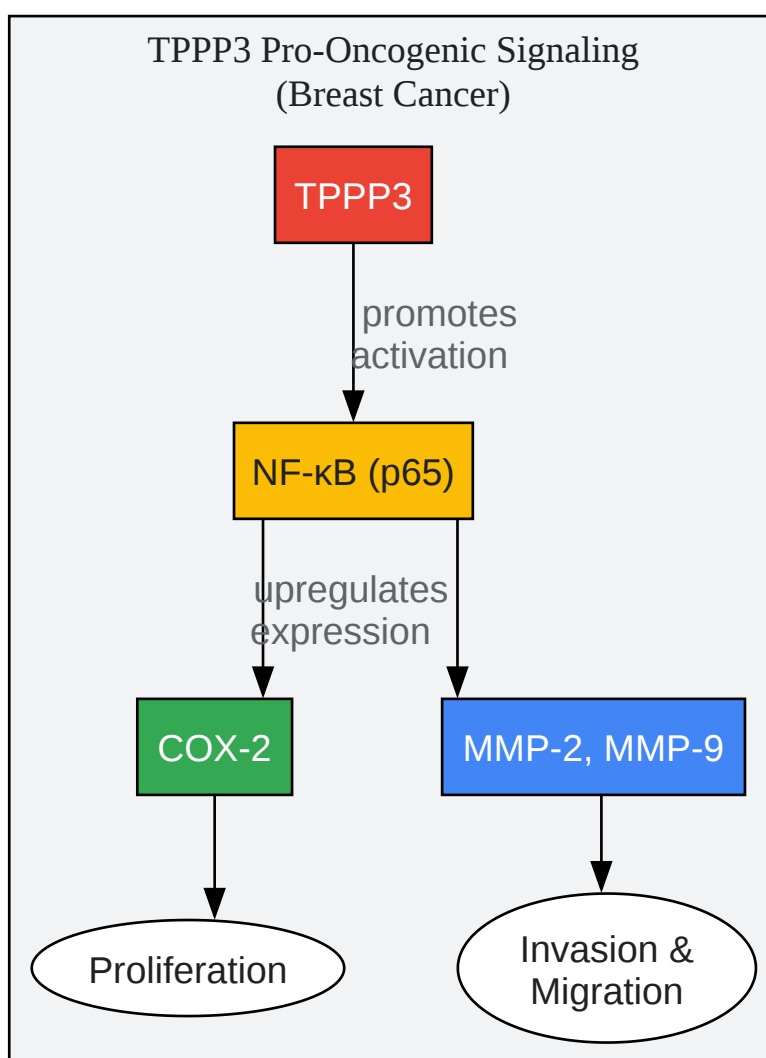 TPPP3 Pro-Oncogenic Signaling
(Breast Cancer)
TPPP3
promotes
activation
NF-κB (p65)
upregulates
expression
COX-2
MMP-2, MMP-9
Proliferation
Invasion &
Migration